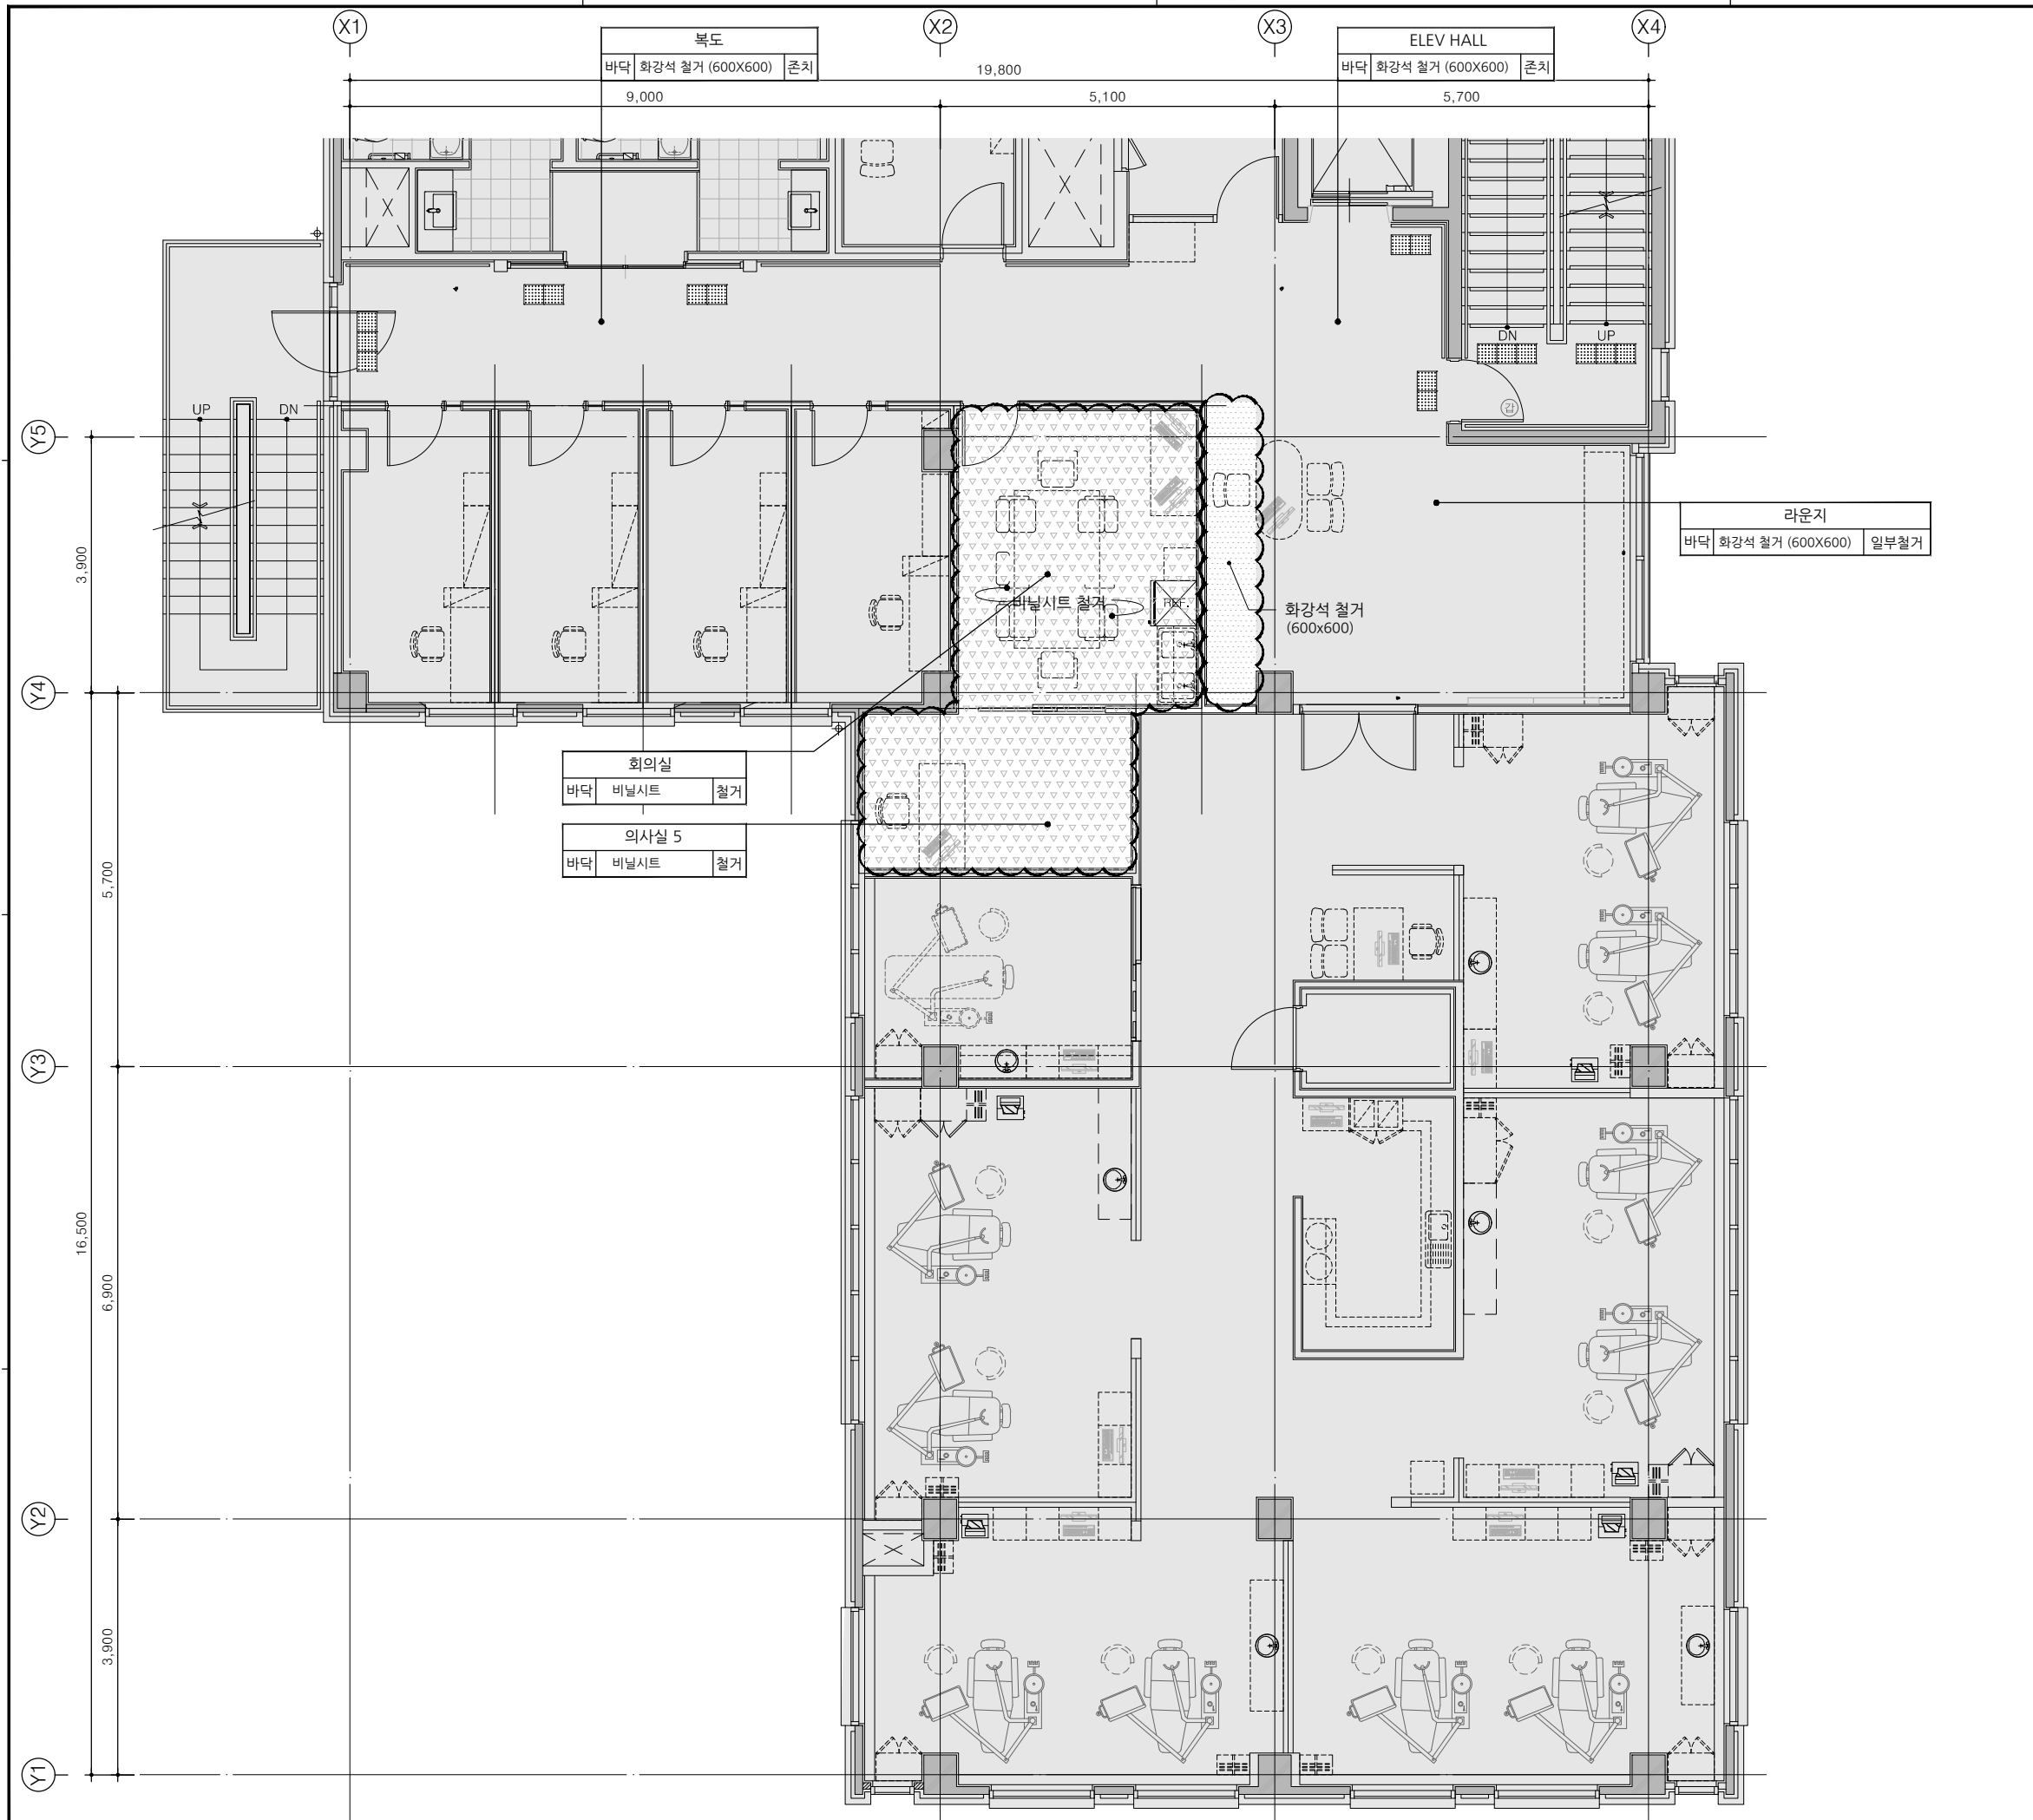 X1
X2
X3
X4
복도
바닥 화강석 철거 (600X600) 존치
ELEV HALL
바닥 화강석 철거 (600X600) 존치
19,800
9,000
5,100
5,700
DN
UP
갑
UP
DN
Y5
3,900
라운지
바닥 화강석 철거 (600X600) 일부철거
비닐시트 철거
REF.
화강석 철거
(600x600)
Y4
회의실
바닥 비닐시트 철거
의사실 5
바닥 비닐시트 철거
5,700
Y3
16,500
6,900
Y2
3,900
Y1